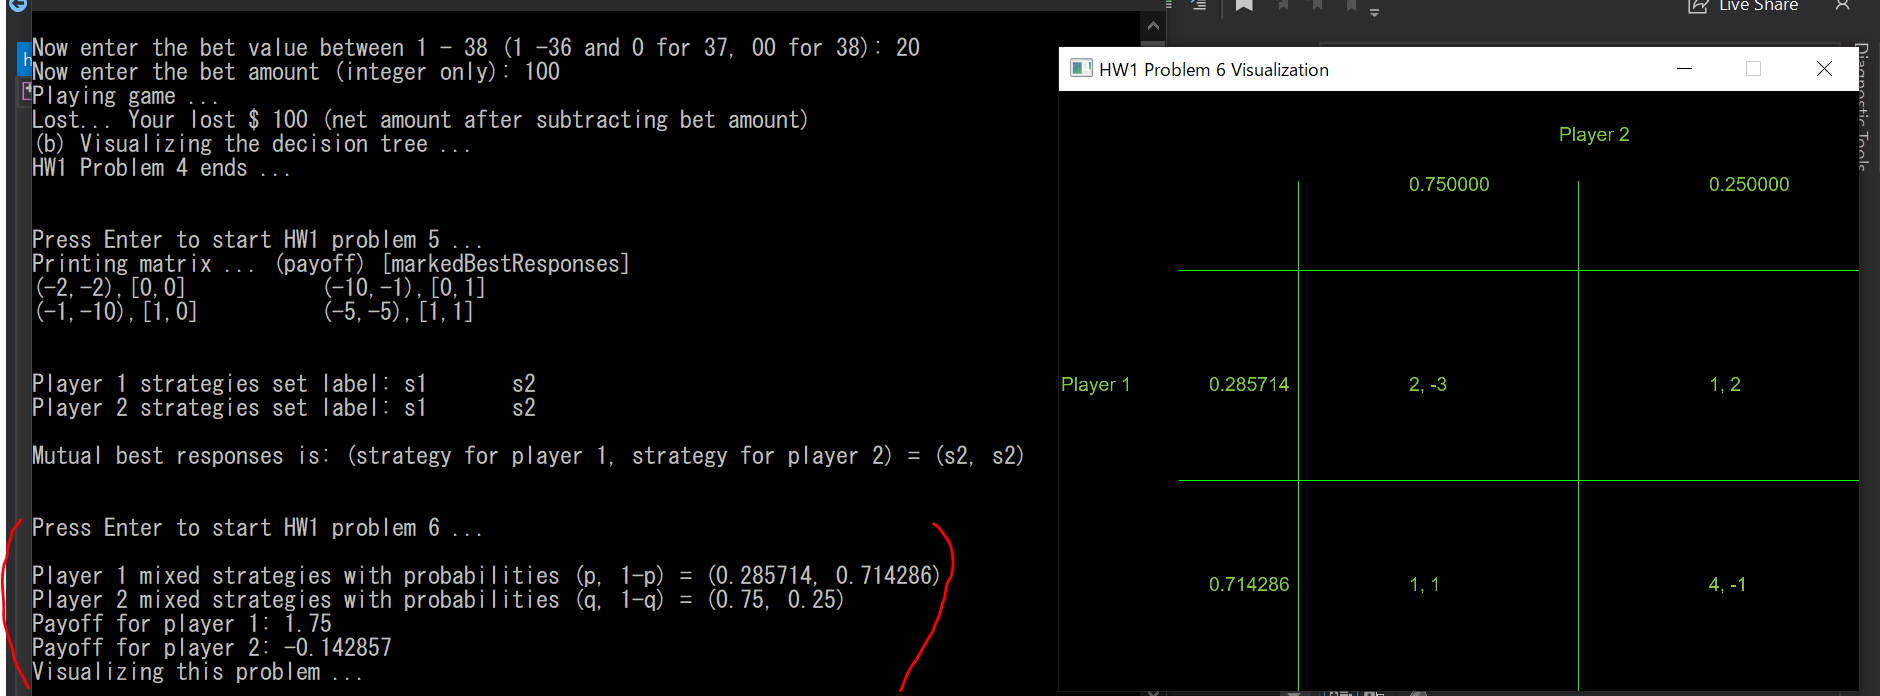 Live Share
Now enter the bet value between 1 - 38 (1 -36 and 0 for 37, 00 for 38): 20
Now enter the bet amount (integer only): 100
Playing game ...
Lost... Your lost $ 100 (net amount after subtracting bet amount)
(b) Visualizing the decision tree ...
HW1 Problem 4 ends ...
Press Enter to start HW1 problem 5 ...
Printing matrix ... (payoff) [markedBestResponses]
(-2,-2),[0,0] (-10,-1),[0,1]
(-1,-10),[1,0] (-5,-5),[1,1]
Player 1 strategies set label: s1 s2
Player 2 strategies set label: s1 s2
Mutual best responses is: (strategy for player 1, strategy for player 2) = (s2, s2)
Press Enter to start HW1 problem 6 ...
Player 1 mixed strategies with probabilities (p, 1-p) = (0.285714, 0.714286)
Player 2 mixed strategies with probabilities (q, 1-q) = (0.75, 0.25)
Payoff for player 1: 1.75
Payoff for player 2: -0.142857
Visualizing this problem ...
HW1 Problem 6 Visualization
Player 2
0.750000 0.250000
Player 1 0.285714 2, -3 1, 2
0.714286 1, 1 4, -1
Diagnostic Tools